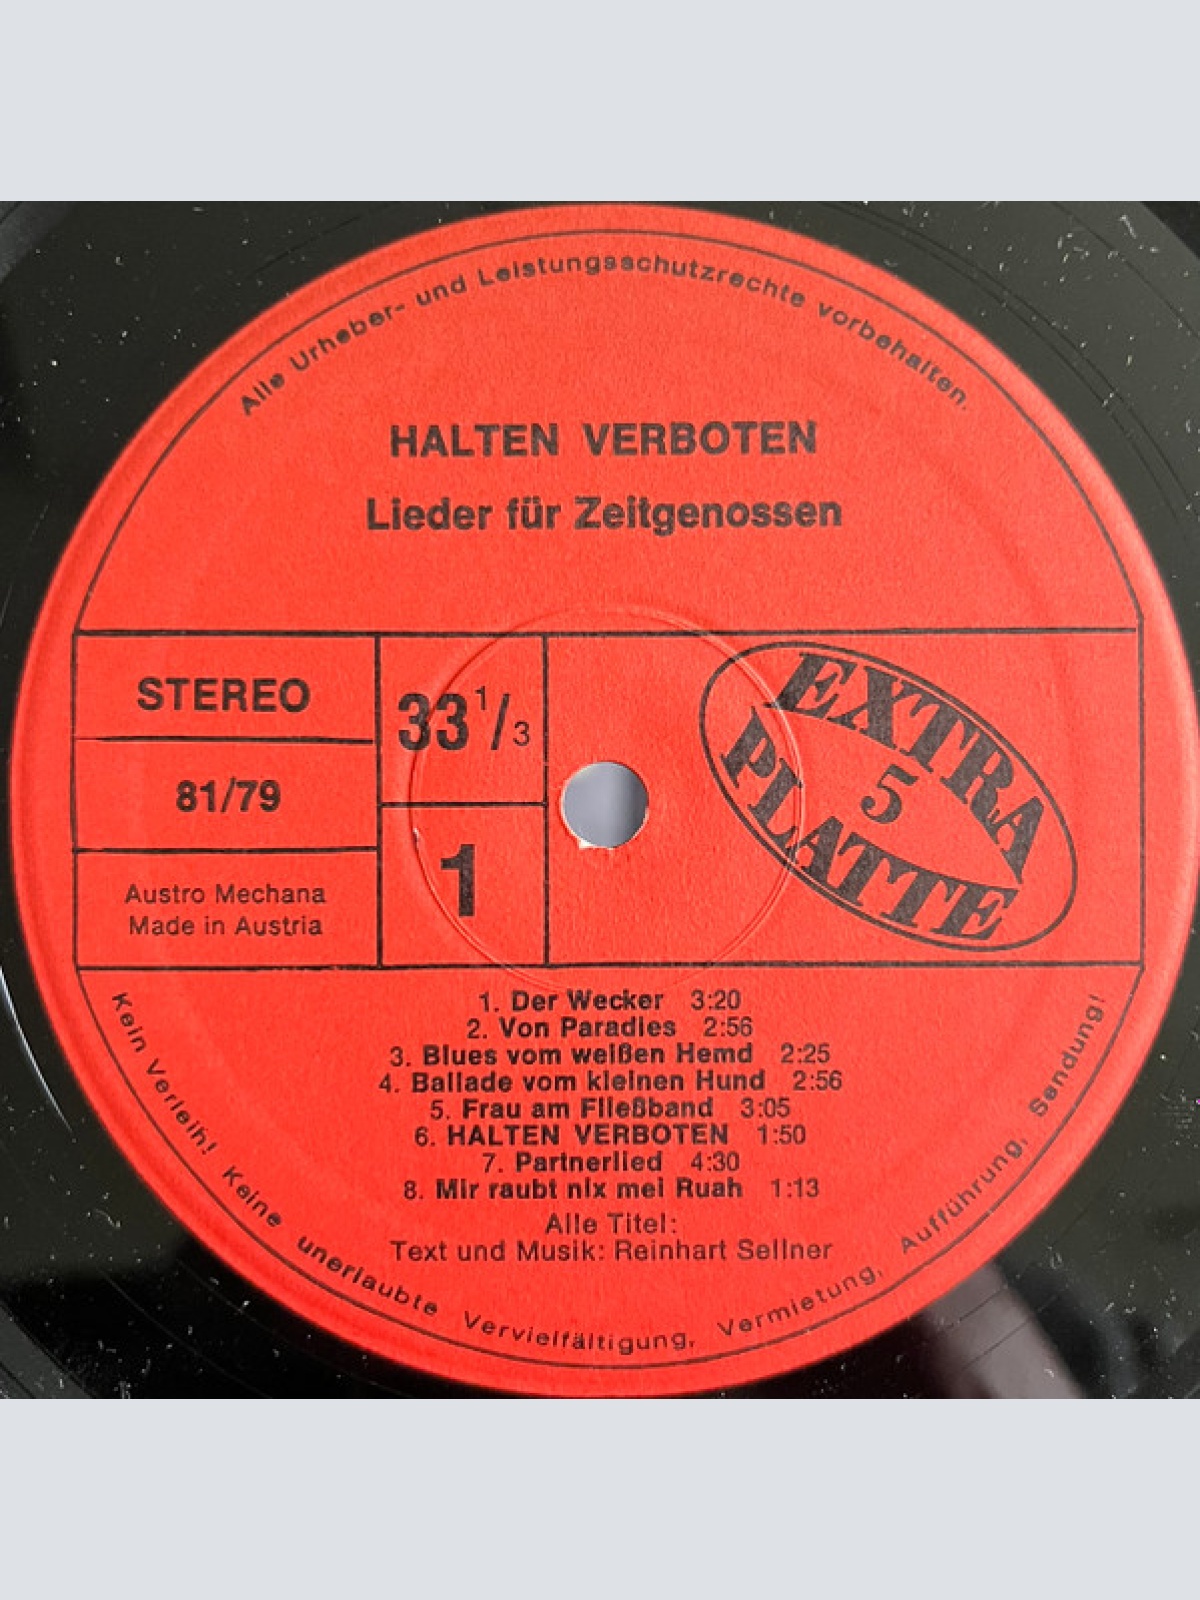 Alle Urheber- und Leistungsschutzrechte vorbehalten.
HALTEN VERBOTEN
Lieder für Zeitgenossen
STEREO
33 1/3
81/79
1
Austro Mechana
Made in Austria
EXTRA
5
PLATTE
1. Der Wecker 3:20
2. Von Paradies 2:56
3. Blues vom weißen Hemd 2:25
4. Ballade vom kleinen Hund 2:56
5. Frau am Fließband 3:05
6. HALTEN VERBOTEN 1:50
7. Partnerlied 4:30
8. Mir raubt nix mei Ruah 1:13
Alle Titel:
Text und Musik: Reinhart Sellner
Kein Verleih! Keine unerlaubte Vervielfältigung, Vermietung, Aufführung, Sendung!